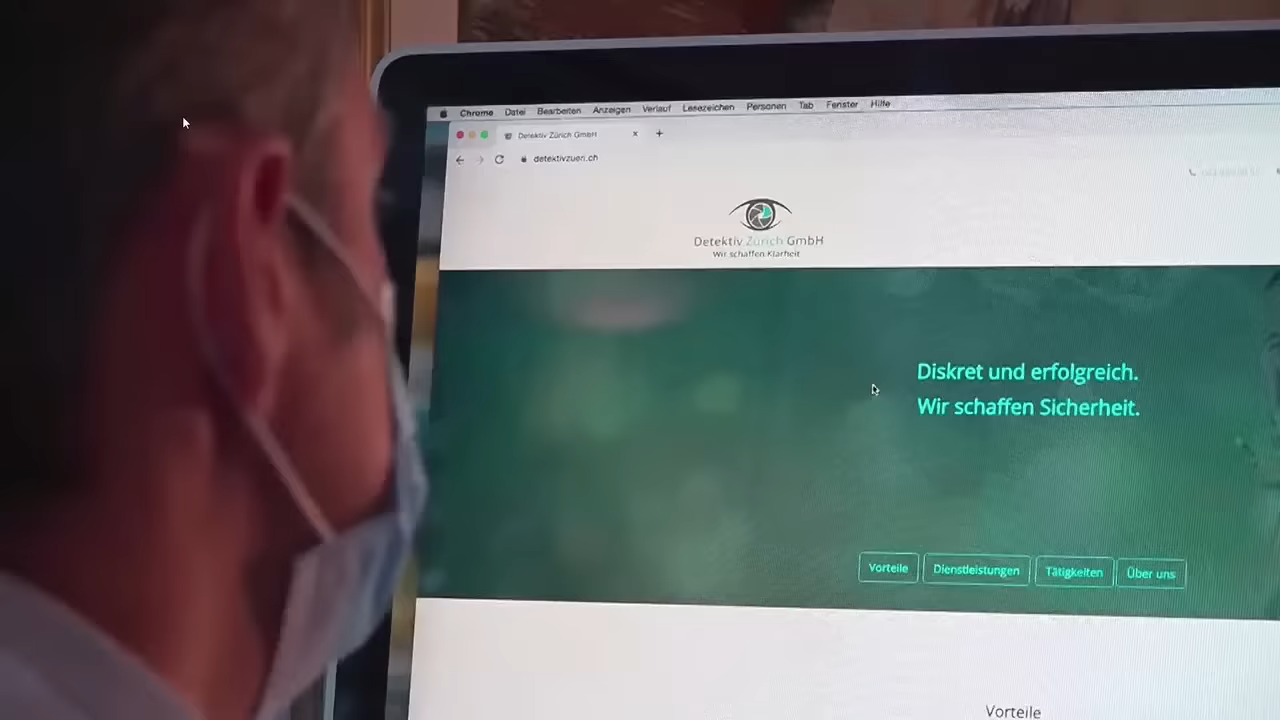 Chrome Datei Bearbeiten Anzeigen Verlauf Lesezeichen Personen Tab Fenster Hilfe
Detektiv Zürich GmbH
detektivzueri.ch
Detektiv Zürich GmbH
Wir schaffen Klarheit
Diskret und erfolgreich.
Wir schaffen Sicherheit.
Vorteile Dienstleistungen Tätigkeiten Über uns
Vorteile